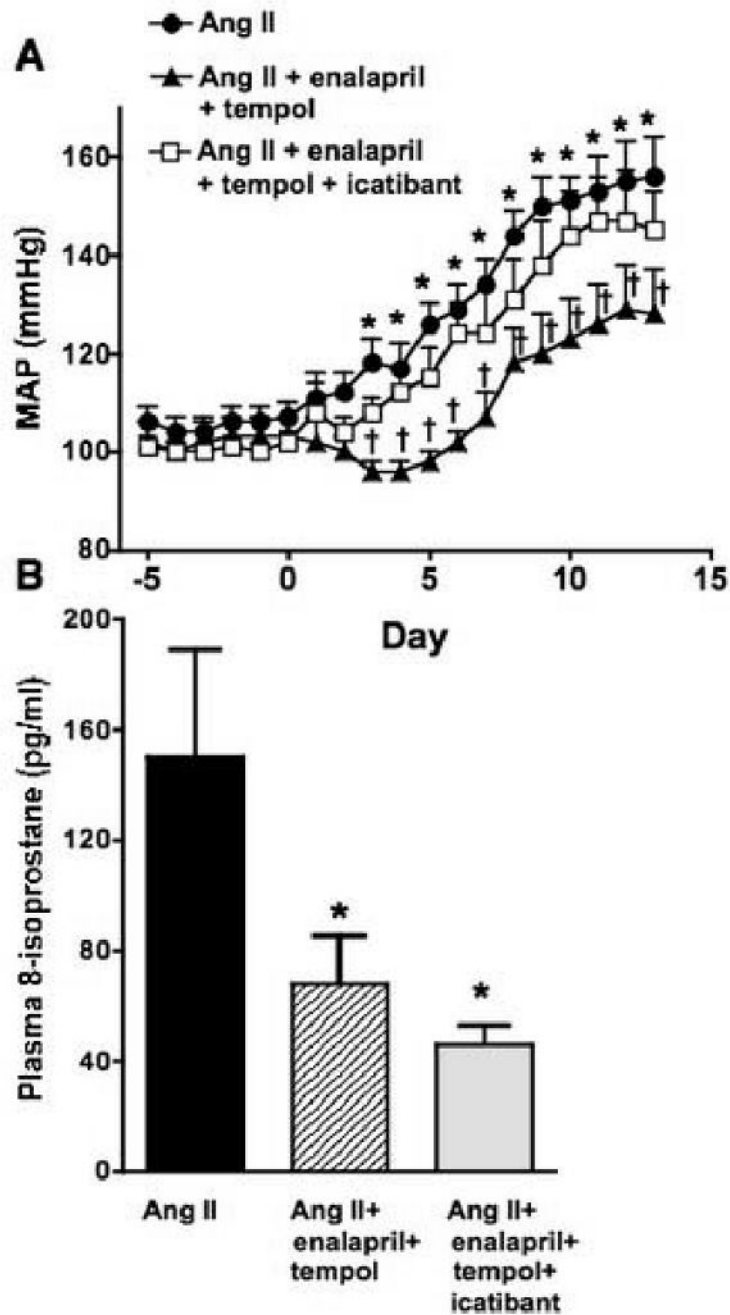 A
Ang II
Ang II + enalapril
+ tempol
Ang II + enalapril
+ tempol + icatibant
MAP (mmHg)
160
140
120
100
80
* * * * * * * * * * *
† † † † † † † † † † †
-5 0 5 10 15
Day
B
Plasma 8-isoprostane (pg/ml)
200
160
120
80
40
0
*
*
Ang II
Ang II+
enalapril+
tempol
Ang II+
enalapril+
tempol+
icatibant